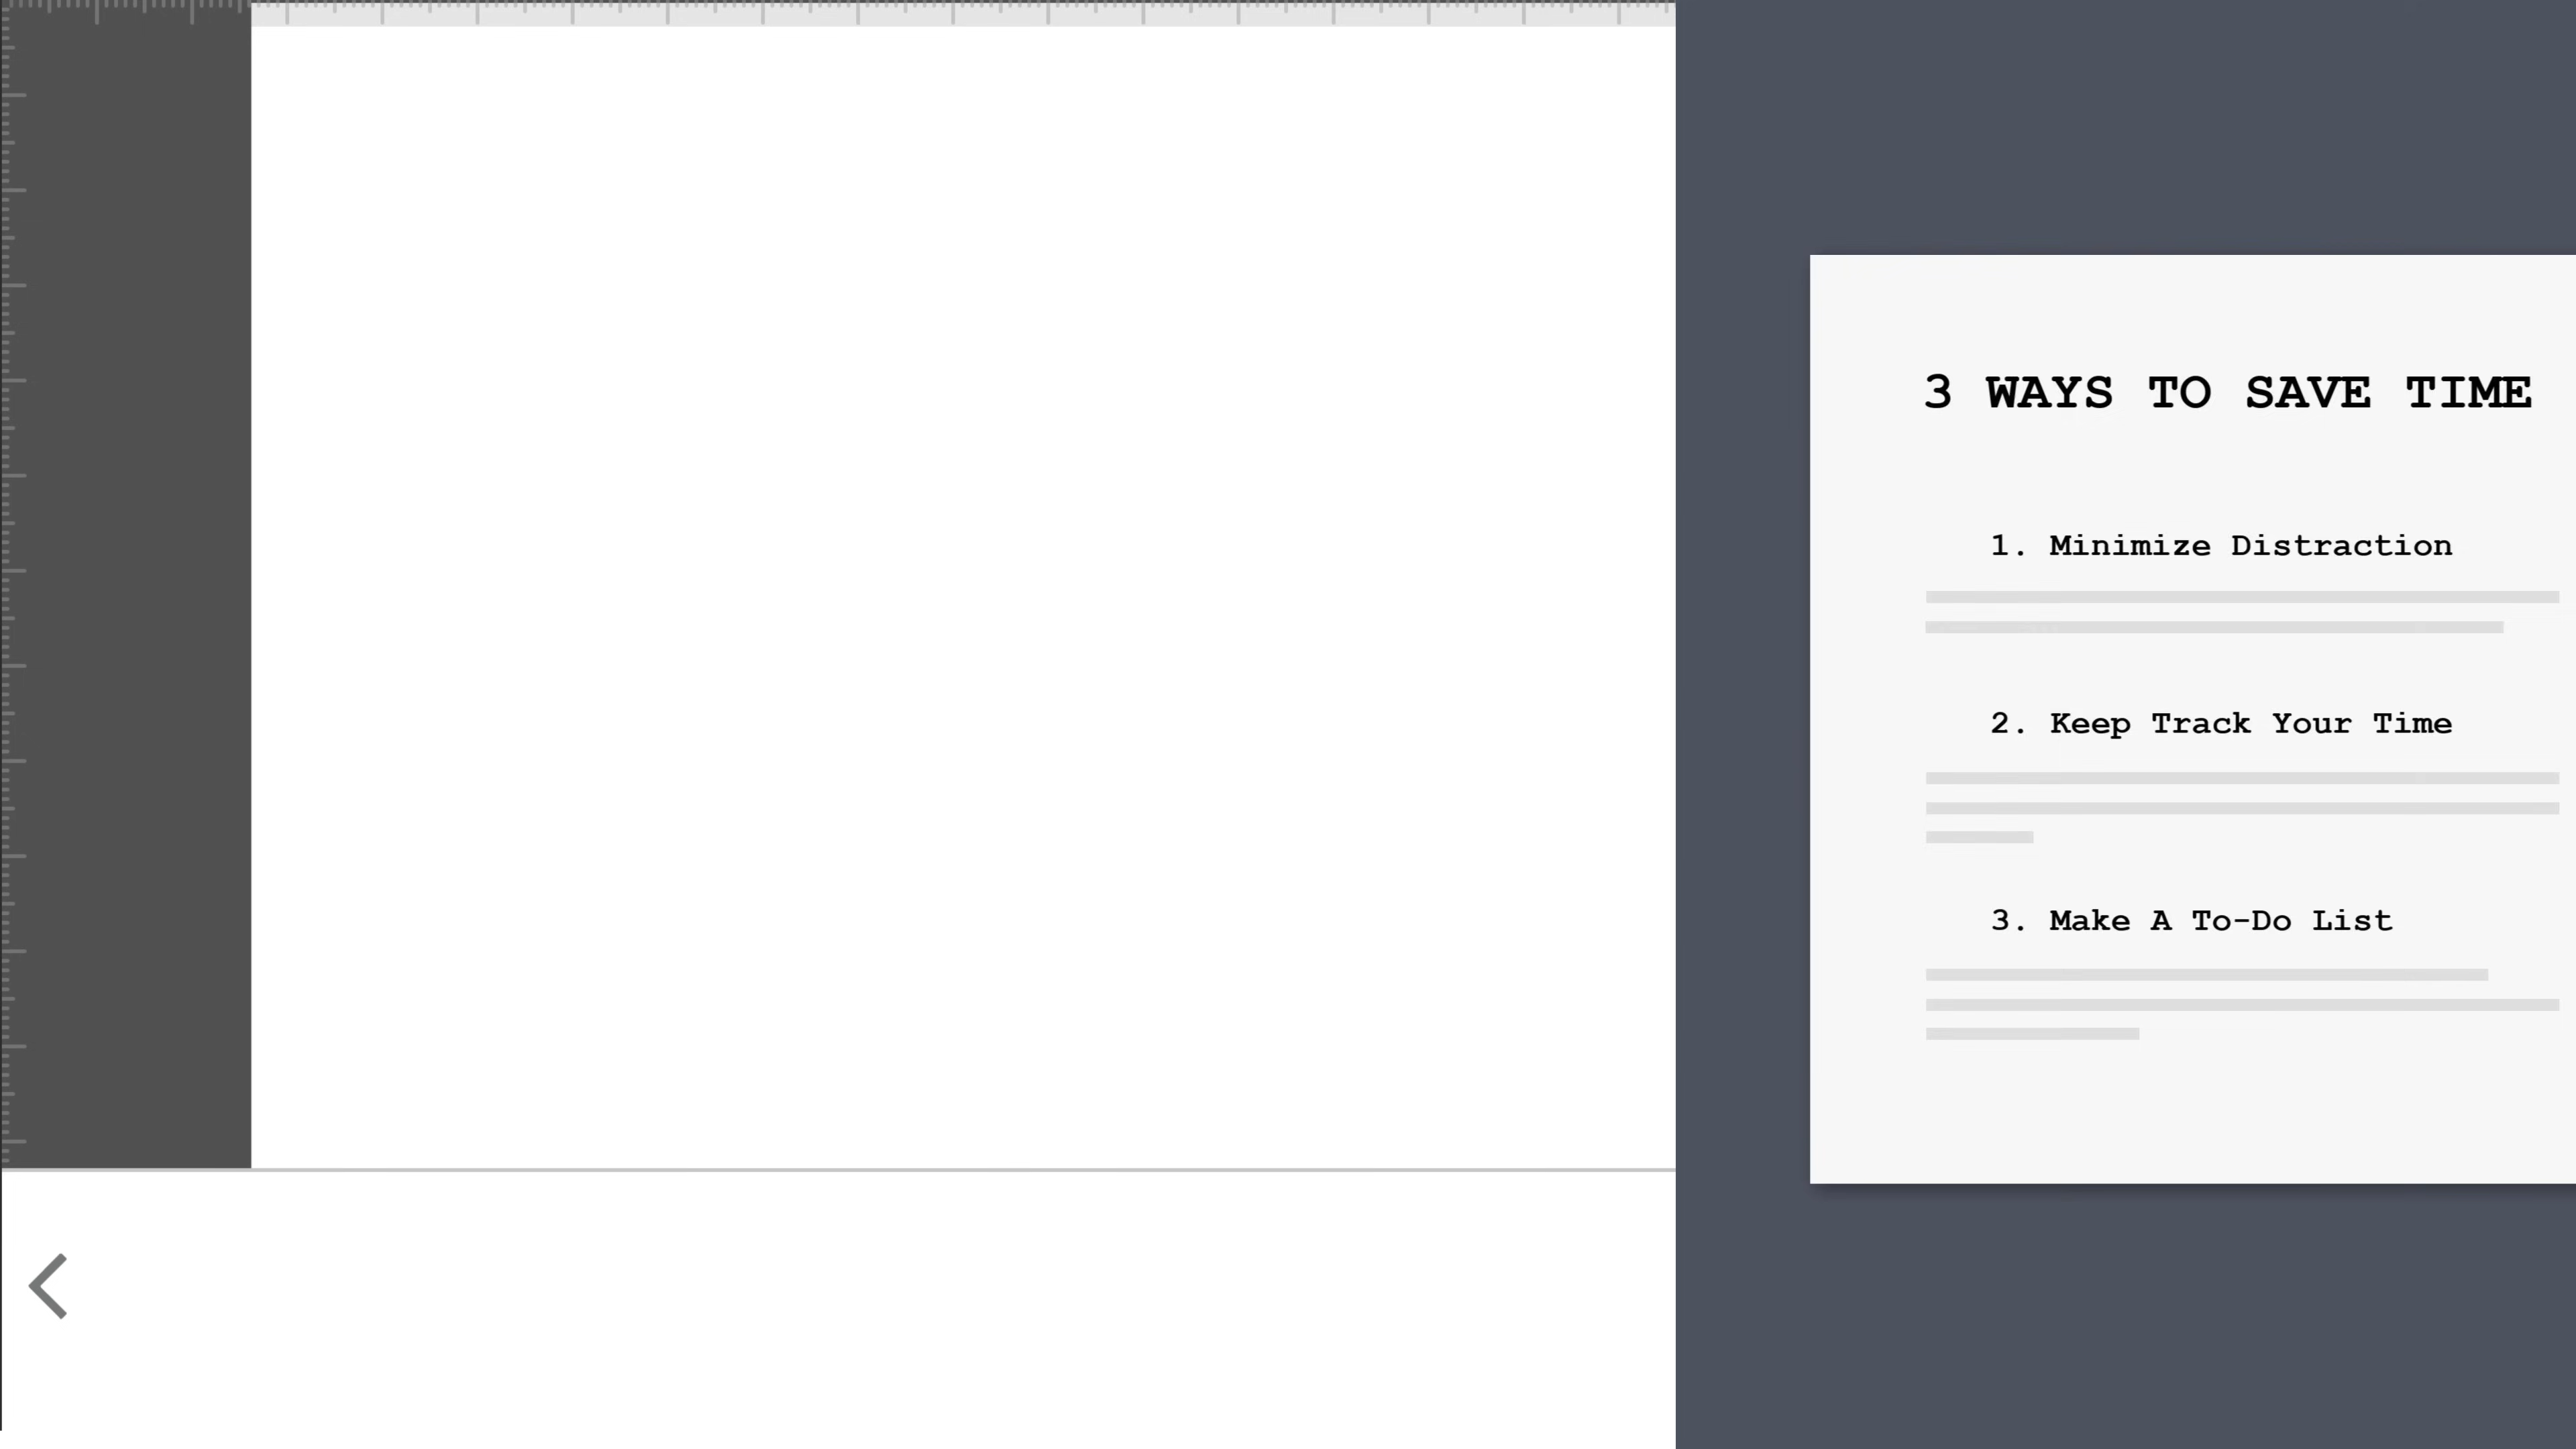 3 WAYS TO SAVE TIME
1. Minimize Distraction
2. Keep Track Your Time
3. Make A To-Do List